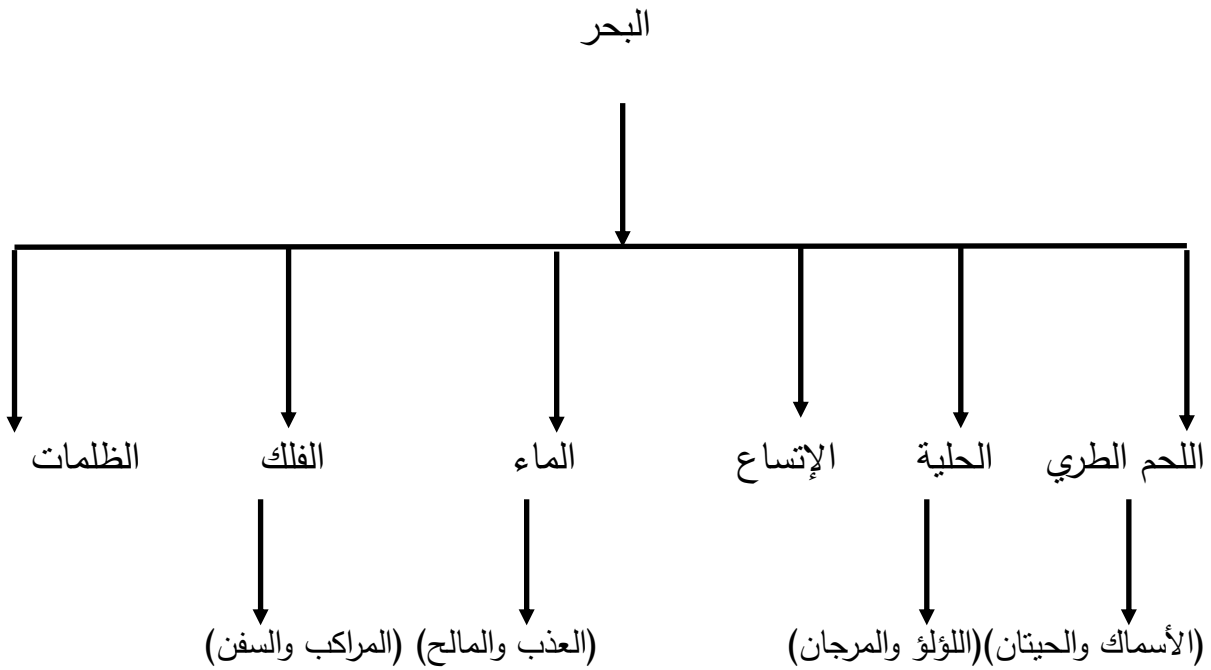 البحر
اللحم الطري الحلية الإتساع الماء الفلك الظلمات
(الأسماك والحيتان)(اللؤلؤ والمرجان) (العذب والمالح) (المراكب والسفن)